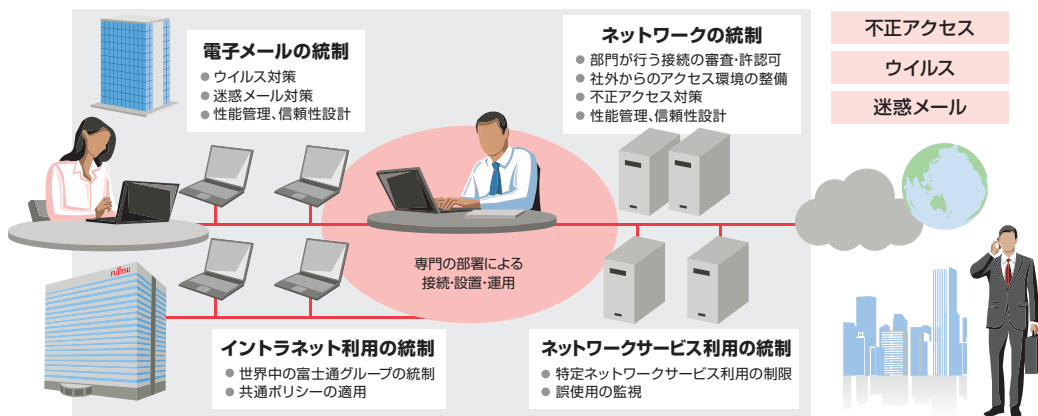 電子メールの統制
● ウイルス対策
● 迷惑メール対策
● 性能管理、信頼性設計
ネットワークの統制
● 部門が行う接続の審査・許認可
● 社外からのアクセス環境の整備
● 不正アクセス対策
● 性能管理、信頼性設計
不正アクセス
ウイルス
迷惑メール
専門の部署による
接続・設置・運用
FUJITSU
イントラネット利用の統制
● 世界中の富士通グループの統制
● 共通ポリシーの適用
ネットワークサービス利用の統制
● 特定ネットワークサービス利用の制限
● 誤使用の監視